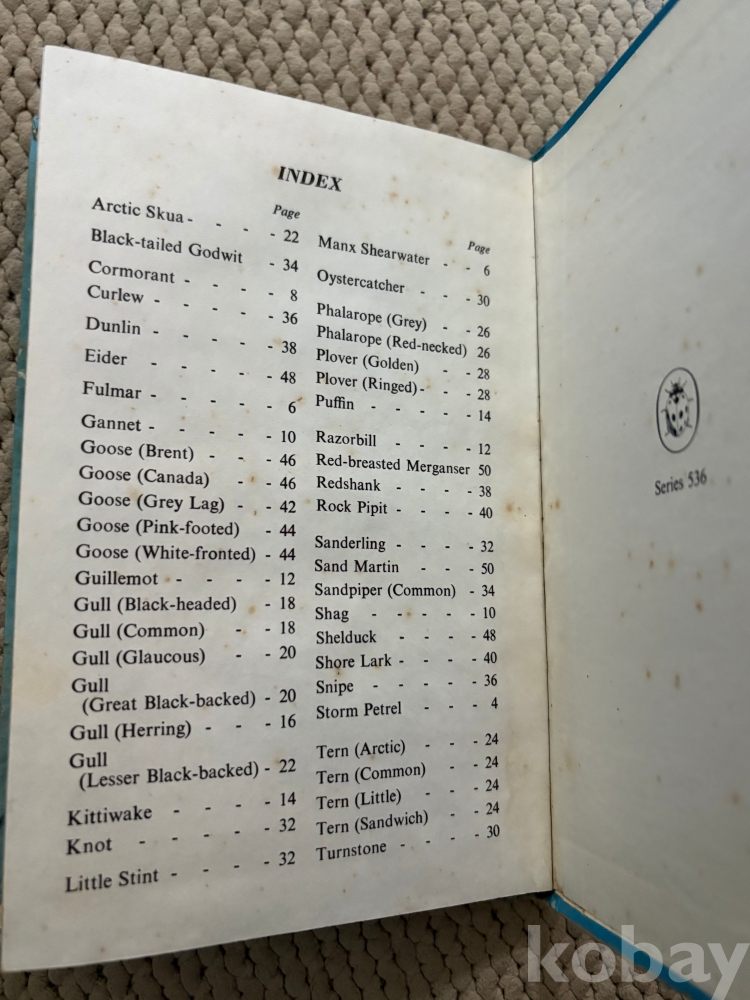 INDEX
Page
Arctic Skua - - - - 22
Black-tailed Godwit - 34
Cormorant - - - - 8
Curlew - - - - - 36
Dunlin - - - - - 38
Eider - - - - 48
Fulmar - - - - - 6
Gannet - - - - - 10
Goose (Brent) - - - 46
Goose (Canada) - - 46
Goose (Grey Lag) - - 42
Goose (Pink-footed) - 44
Goose (White-fronted) - 44
Guillemot - - - - 12
Gull (Black-headed) - 18
Gull (Common) - - 18
Gull (Glaucous) - - 20
Gull
(Great Black-backed) - 20
Gull (Herring) - - - 16
Gull
(Lesser Black-backed) - 22
Kittiwake - - - - 14
Knot - - - - - 32
Little Stint - - - - 32
Page
Manx Shearwater - - 6
Oystercatcher - - - 30
Phalarope (Grey) - - 26
Phalarope (Red-necked) 26
Plover (Golden) - - 28
Plover (Ringed) - - - 28
Puffin - - - - - 14
Razorbill - - - - 12
Red-breasted Merganser 50
Redshank - - - - 38
Rock Pipit - - - - 40
Sanderling - - - - 32
Sand Martin - - - 50
Sandpiper (Common) - 34
Shag - - - - - 10
Shelduck - - - - 48
Shore Lark - - - - 40
Snipe - - - - - 36
Storm Petrel - - - 4
Tern (Arctic) - - - 24
Tern (Common) - - 24
Tern (Little) - - - 24
Tern (Sandwich) - - 24
Turnstone - - - - 30
Series 536
kobay